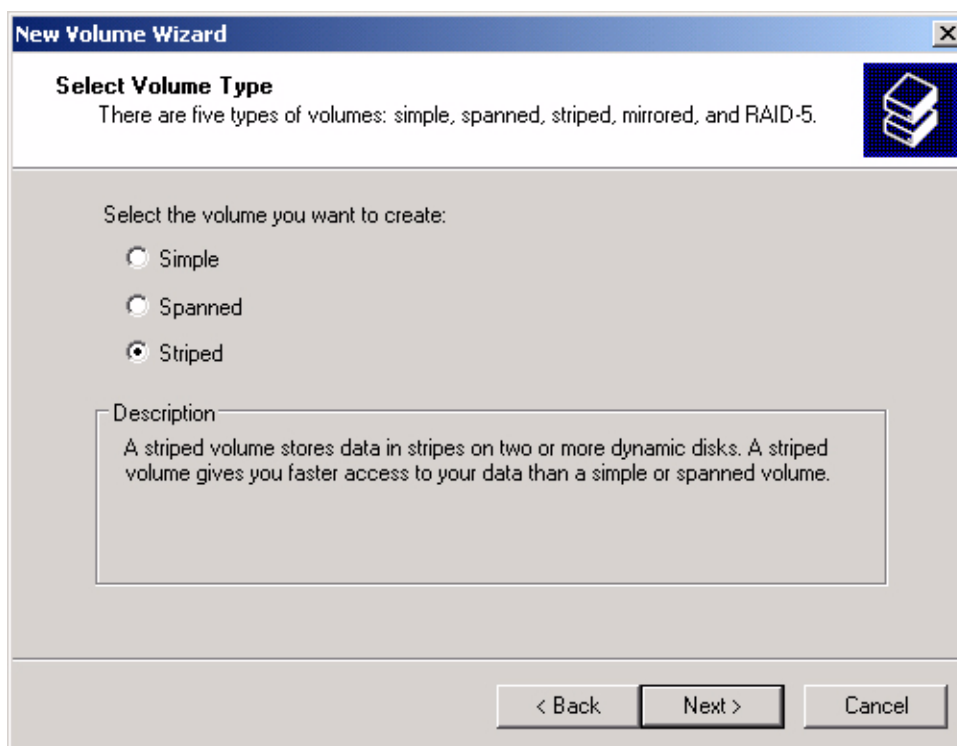 New Volume Wizard
Select Volume Type
There are five types of volumes: simple, spanned, striped, mirrored, and RAID-5.
Select the volume you want to create:
Simple
Spanned
Striped
Description
A striped volume stores data in stripes on two or more dynamic disks. A striped
volume gives you faster access to your data than a simple or spanned volume.
< Back
Next >
Cancel